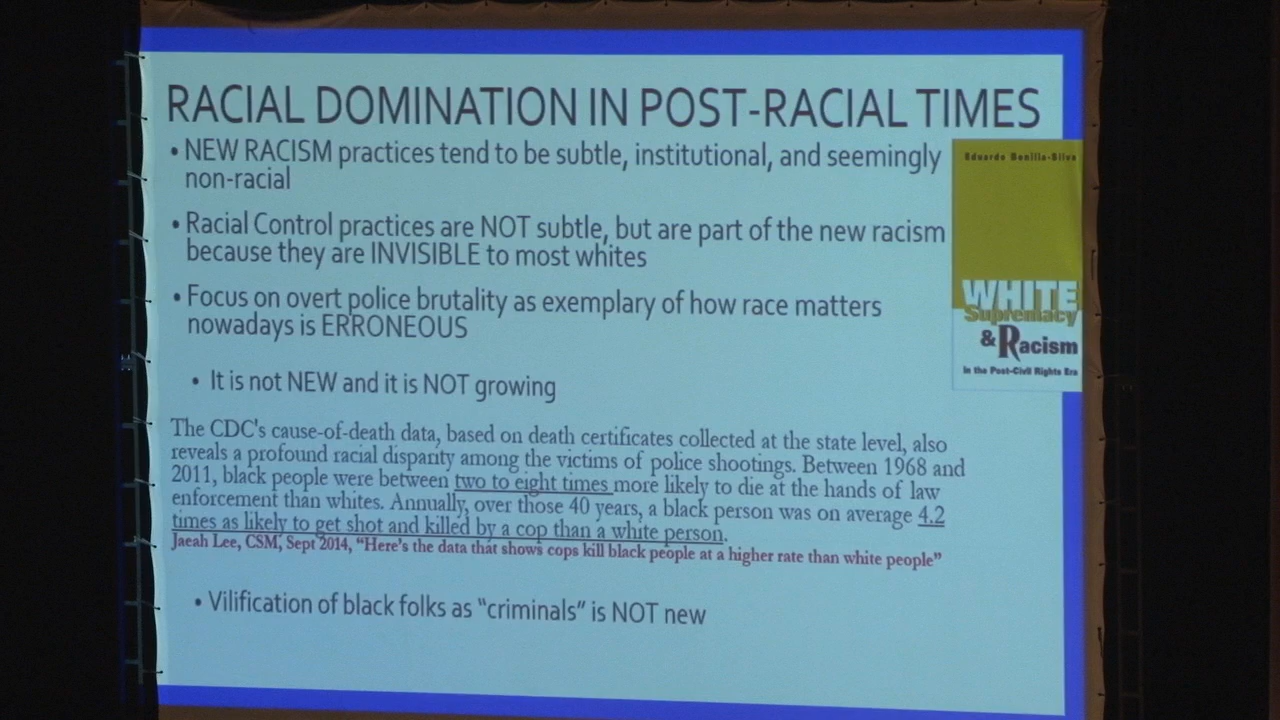 RACIAL DOMINATION IN POST-RACIAL TIMES
• NEW RACISM practices tend to be subtle, institutional, and seemingly
non-racial
• Racial Control practices are NOT subtle, but are part of the new racism
because they are INVISIBLE to most whites
• Focus on overt police brutality as exemplary of how race matters
nowadays is ERRONEOUS
• It is not NEW and it is NOT growing
The CDC's cause-of-death data, based on death certificates collected at the state level, also
reveals a profound racial disparity among the victims of police shootings. Between 1968 and
2011, black people were between two to eight times more likely to die at the hands of law
enforcement than whites. Annually, over those 40 years, a black person was on average 4.2
times as likely to get shot and killed by a cop than a white person.
Jaeah Lee, CSM, Sept 2014, “Here's the data that shows cops kill black people at a higher rate than white people”
• Vilification of black folks as “criminals” is NOT new
Eduardo Bonilla-Silva
WHITE
Supremacy
& Racism
In the Post-Civil Rights Era